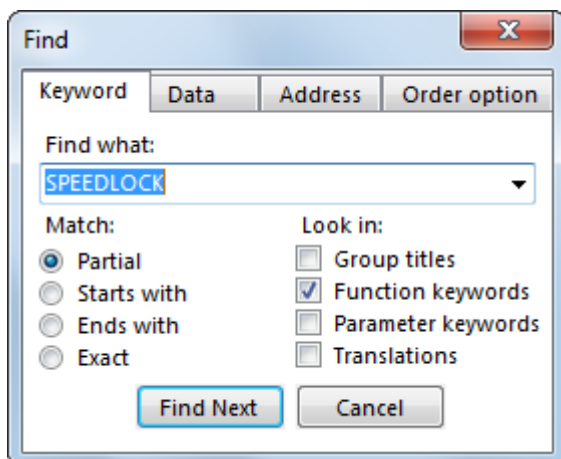 Find
Keyword Data Address Order option
Find what:
SPEEDLOCK
Match: Look in:
Partial Group titles
Starts with Function keywords
Ends with Parameter keywords
Exact Translations
Find Next Cancel